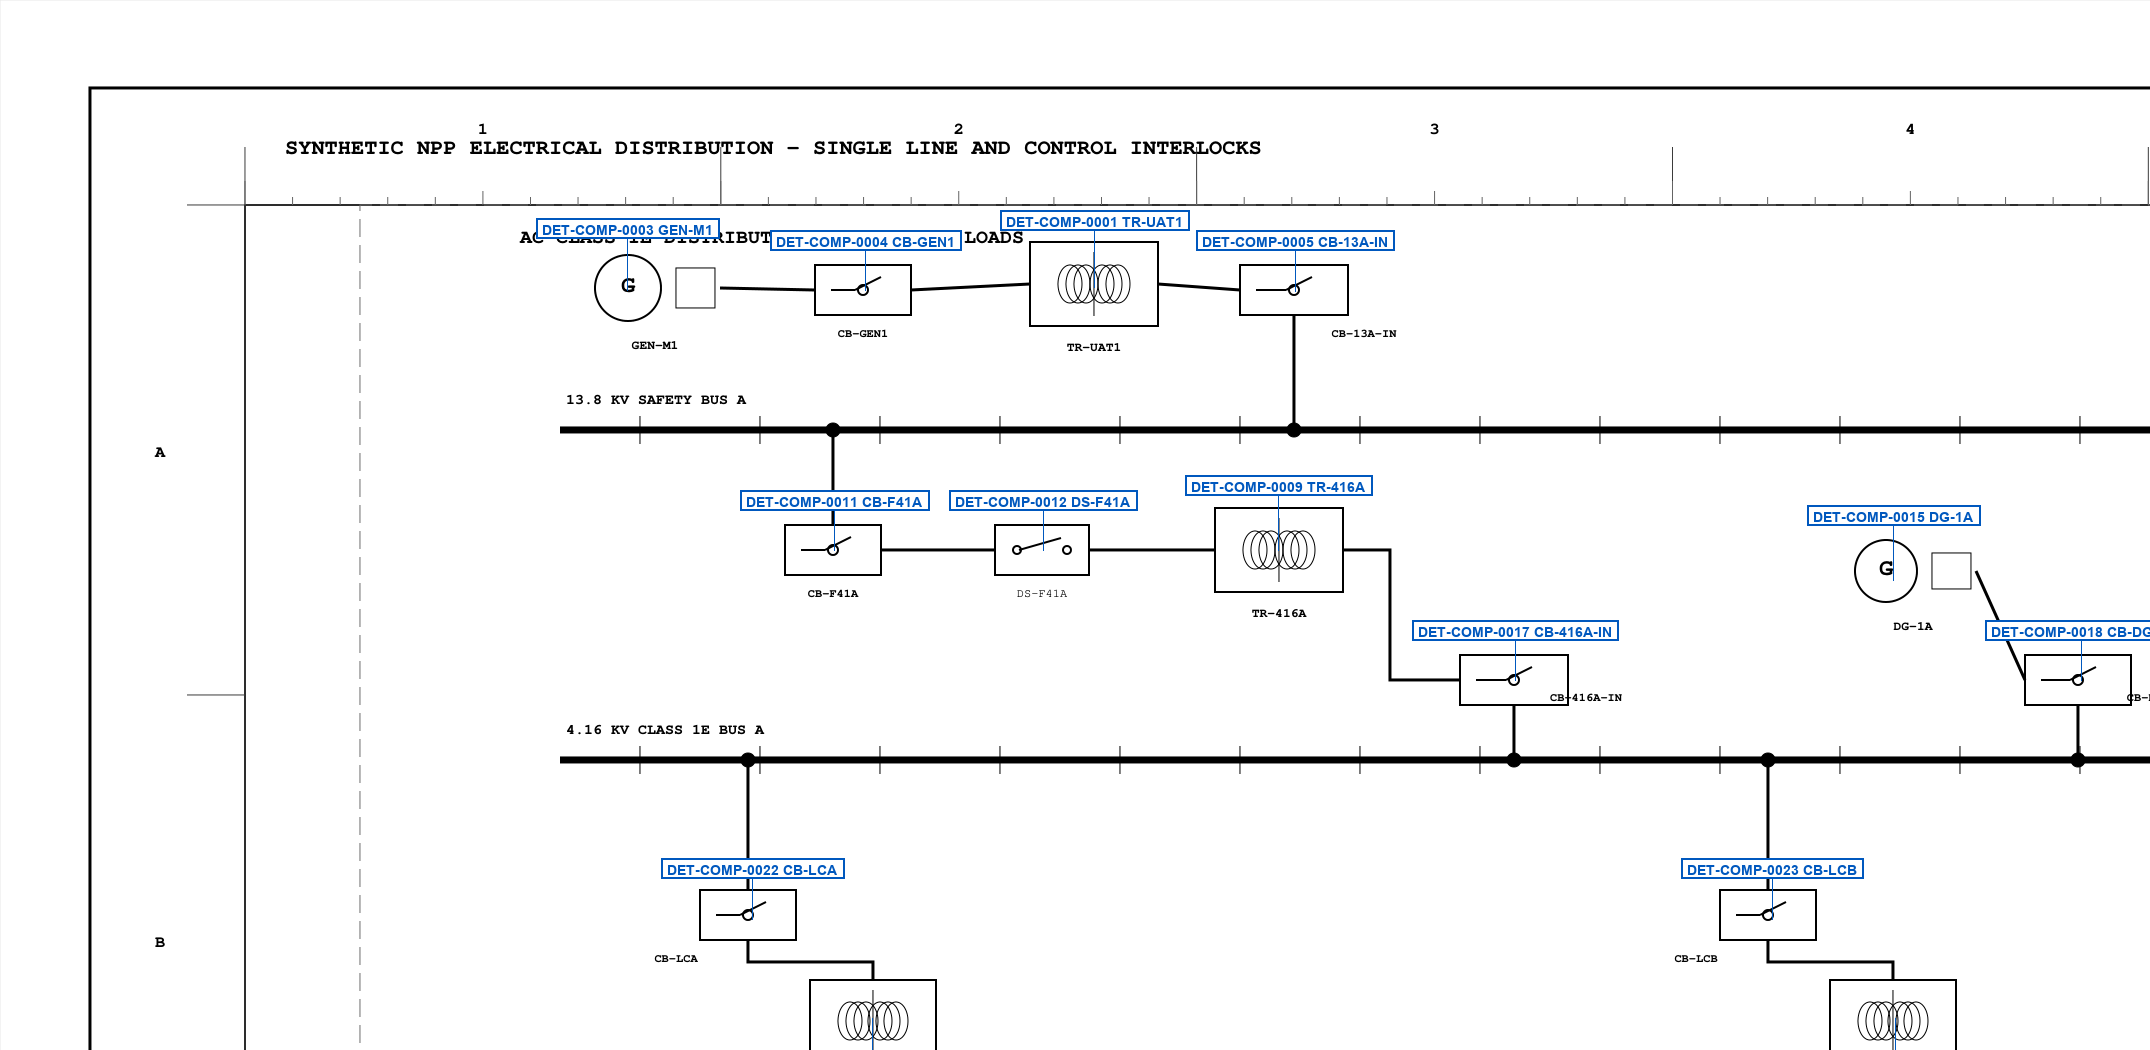 1 2 3 4
SYNTHETIC NPP ELECTRICAL DISTRIBUTION – SINGLE LINE AND CONTROL INTERLOCKS
DET-COMP-0001 TR-UAT1
DET-COMP-0003 GEN-M1
LOADS
DET-COMP-0004 CB-GEN1
DET-COMP-0005 CB-13A-IN
G
CB-GEN1
CB-13A-IN
GEN-M1
TR-UAT1
13.8 KV SAFETY BUS A
A
DET-COMP-0009 TR-416A
DET-COMP-0011 CB-F41A
DET-COMP-0012 DS-F41A
DET-COMP-0015 DG-1A
G
CB-F41A
DS-F41A
TR-416A
DG-1A
DET-COMP-0017 CB-416A-IN
DET-COMP-0018 CB-DG
CB-416A-IN
4.16 KV CLASS 1E BUS A
DET-COMP-0022 CB-LCA
DET-COMP-0023 CB-LCB
B
CB-LCA
CB-LCB